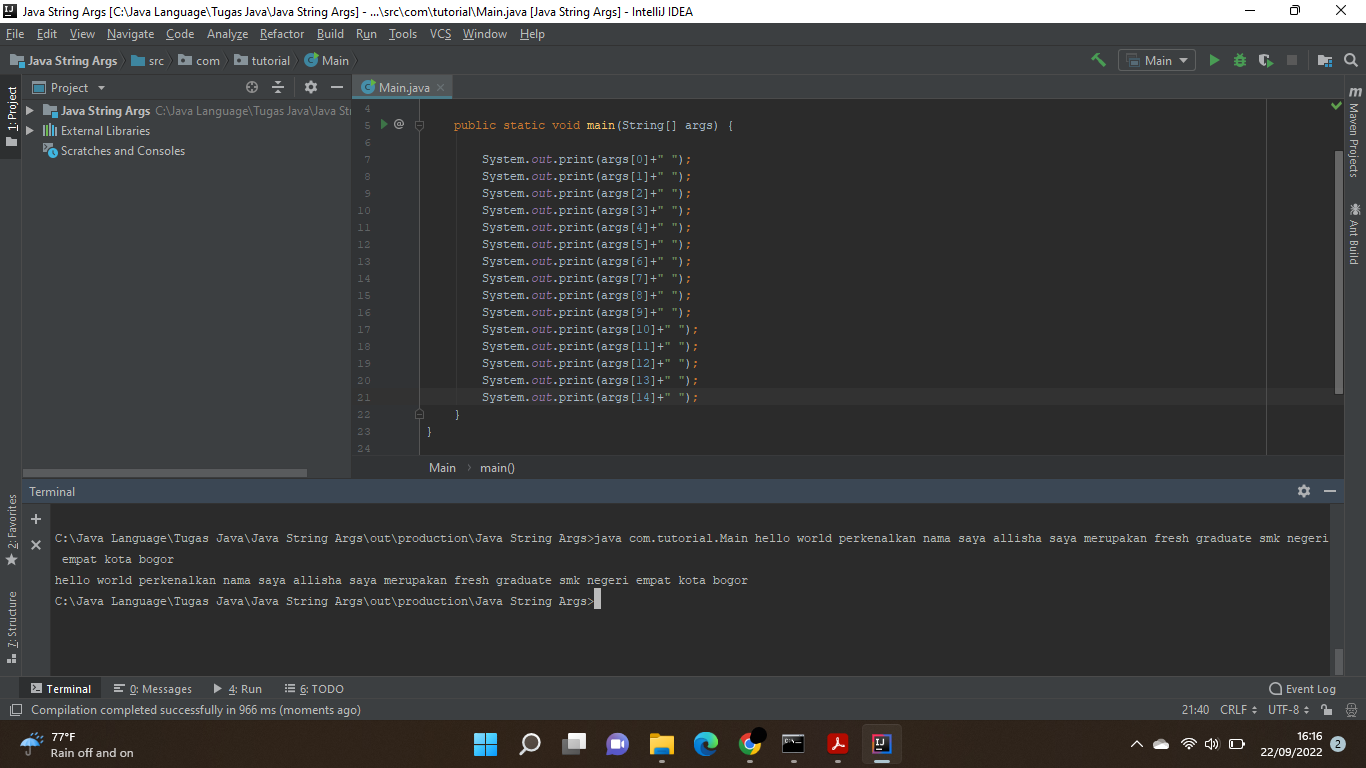 Java String Args [C:\Java Language\Tugas Java\Java String Args] - ...\src\com\tutorial\Main.java [Java String Args] - IntelliJ IDEA
File Edit View Navigate Code Analyze Refactor Build Run Tools VCS Window Help
Java String Args src com tutorial Main Main
1: Project
Project
Main.java
Java String Args C:\Java Language\Tugas Java\Java St
External Libraries
Scratches and Consoles
4
5 @ public static void main(String[] args) {
6
7 System.out.print(args[0]+" ");
8 System.out.print(args[1]+" ");
9 System.out.print(args[2]+" ");
10 System.out.print(args[3]+" ");
11 System.out.print(args[4]+" ");
12 System.out.print(args[5]+" ");
13 System.out.print(args[6]+" ");
14 System.out.print(args[7]+" ");
15 System.out.print(args[8]+" ");
16 System.out.print(args[9]+" ");
17 System.out.print(args[10]+" ");
18 System.out.print(args[11]+" ");
19 System.out.print(args[12]+" ");
20 System.out.print(args[13]+" ");
21 System.out.print(args[14]+" ");
22 }
23 }
24
Main main()
m Maven Projects
Ant Build
Terminal
C:\Java Language\Tugas Java\Java String Args\out\production\Java String Args>java com.tutorial.Main hello world perkenalkan nama saya allisha saya merupakan fresh graduate smk negeri
empat kota bogor
hello world perkenalkan nama saya allisha saya merupakan fresh graduate smk negeri empat kota bogor
C:\Java Language\Tugas Java\Java String Args\out\production\Java String Args>
2: Favorites
7: Structure
Terminal 0: Messages 4: Run 6: TODO Event Log
Compilation completed successfully in 966 ms (moments ago) 21:40 CRLF UTF-8
77°F
Rain off and on
16:16
22/09/2022
2